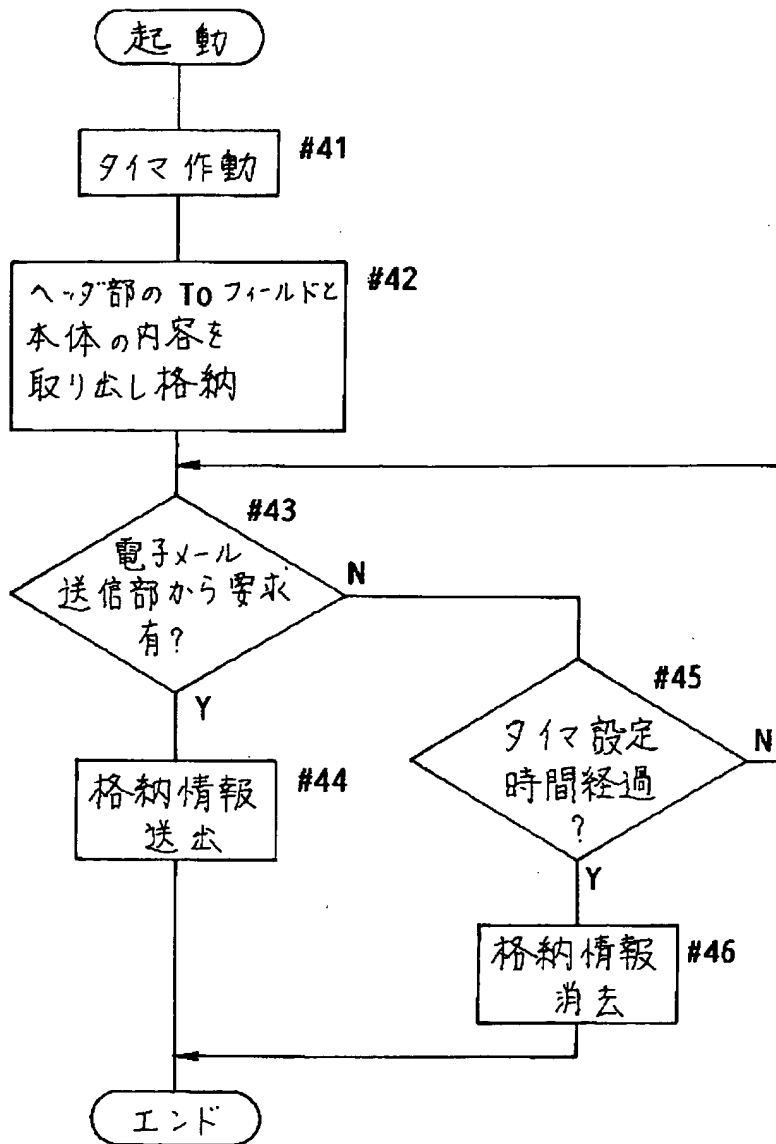 起動
タイマ作動
#41
#42
ヘッダ部の To フィールドと
本体の内容を
取り出し格納
#43
電子メール
送信部から要求
有?
N
Y
#45
タイマ設定
時間経過
?
N
Y
格納情報
送出
#44
格納情報
消去
#46
エンド